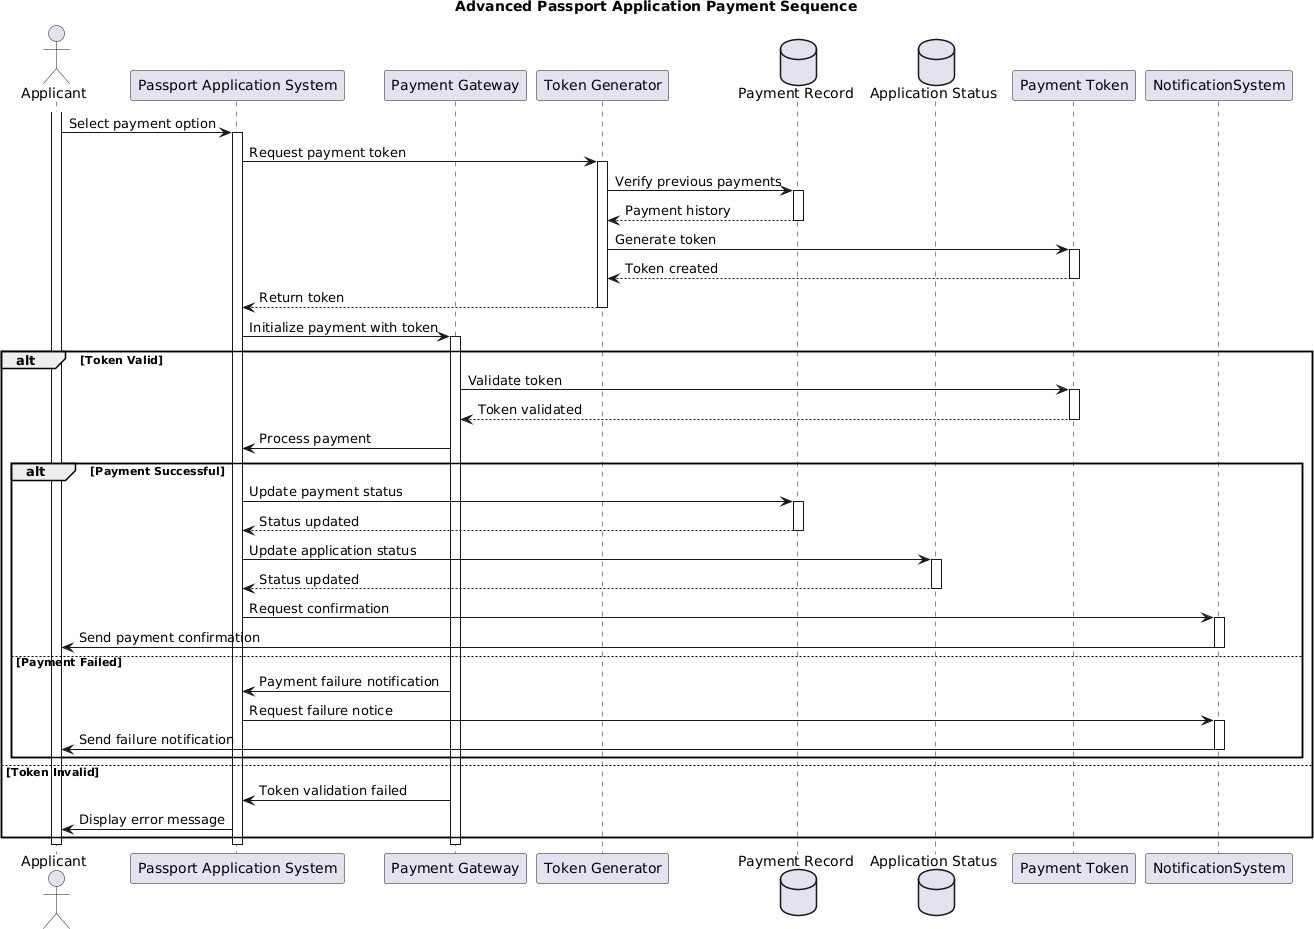 Advanced Passport Application Payment Sequence
Applicant
Passport Application System
Payment Gateway
Token Generator
Payment Record
Application Status
Payment Token
NotificationSystem
Select payment option
Request payment token
Verify previous payments
Payment history
Generate token
Token created
Return token
Initialize payment with token
alt [Token Valid]
Validate token
Token validated
Process payment
alt [Payment Successful]
Update payment status
Status updated
Update application status
Status updated
Request confirmation
Send payment confirmation
[Payment Failed]
Payment failure notification
Request failure notice
Send failure notification
[Token Invalid]
Token validation failed
Display error message
Applicant
Passport Application System
Payment Gateway
Token Generator
Payment Record
Application Status
Payment Token
NotificationSystem